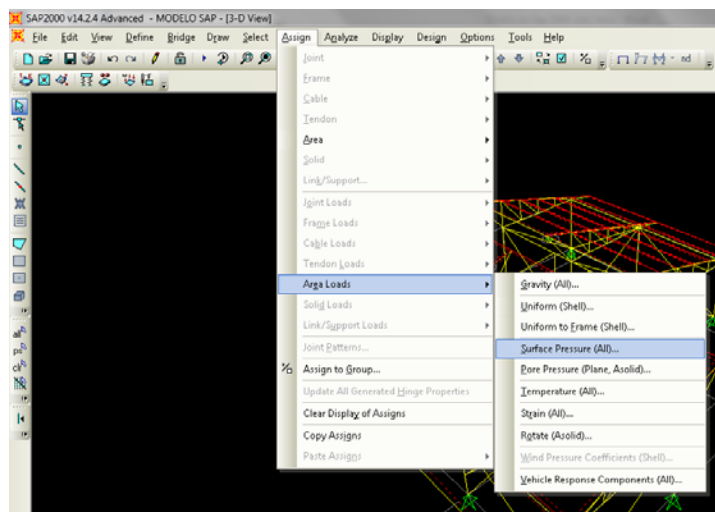 SAP2000 v14.2.4 Advanced - MODELO SAP - [3-D View]
File Edit View Define Bridge Draw Select Assign Analyze Display Design Options Tools Help
Joint
Frame
Cable
Tendon
Area
Solid
Link/Support...
Joint Loads
Frame Loads
Cable Loads
Tendon Loads
Area Loads
Solid Loads
Link/Support Loads
Joint Patterns...
Assign to Group...
Update All Generated Hinge Properties
Clear Display of Assigns
Copy Assigns
Paste Assigns
Gravity (All)...
Uniform (Shell)...
Uniform to Frame (Shell)...
Surface Pressure (All)...
Pore Pressure (Plane, Asolid)...
Temperature (All)...
Strain (All)...
Rotate (Asolid)...
Wind Pressure Coefficients (Shell)...
Vehicle Response Components (All)...
nd
all
ps
clr